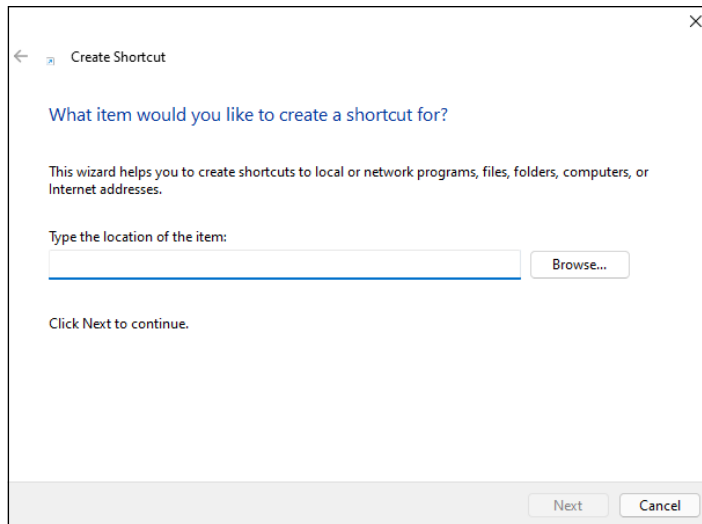 Create Shortcut
What item would you like to create a shortcut for?
This wizard helps you to create shortcuts to local or network programs, files, folders, computers, or
Internet addresses.
Type the location of the item:
Browse...
Click Next to continue.
Next
Cancel